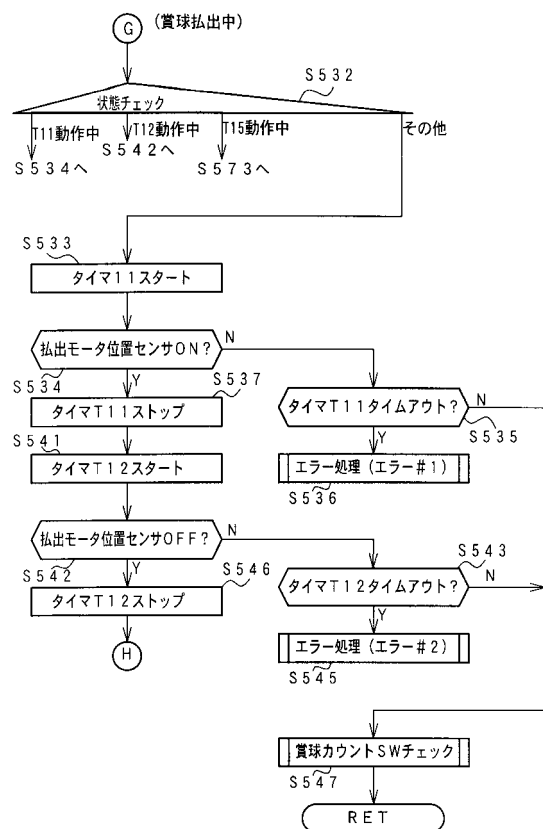 G (賞球払出中)
S532
状態チェック
T11動作中 T12動作中 T15動作中 その他
S534へ S542へ S573へ
S533
タイマ11スタート
払出モータ位置センサON? N
S534 Y S537
タイマT11ストップ
タイマT11タイムアウト? N
S535
S541
タイマT12スタート
Y
エラー処理(エラー#1)
S536
払出モータ位置センサOFF? N
S542 Y S546
タイマT12ストップ
S543
タイマT12タイムアウト? N
Y
H
エラー処理(エラー#2)
S545
賞球カウントSWチェック
S547
RET